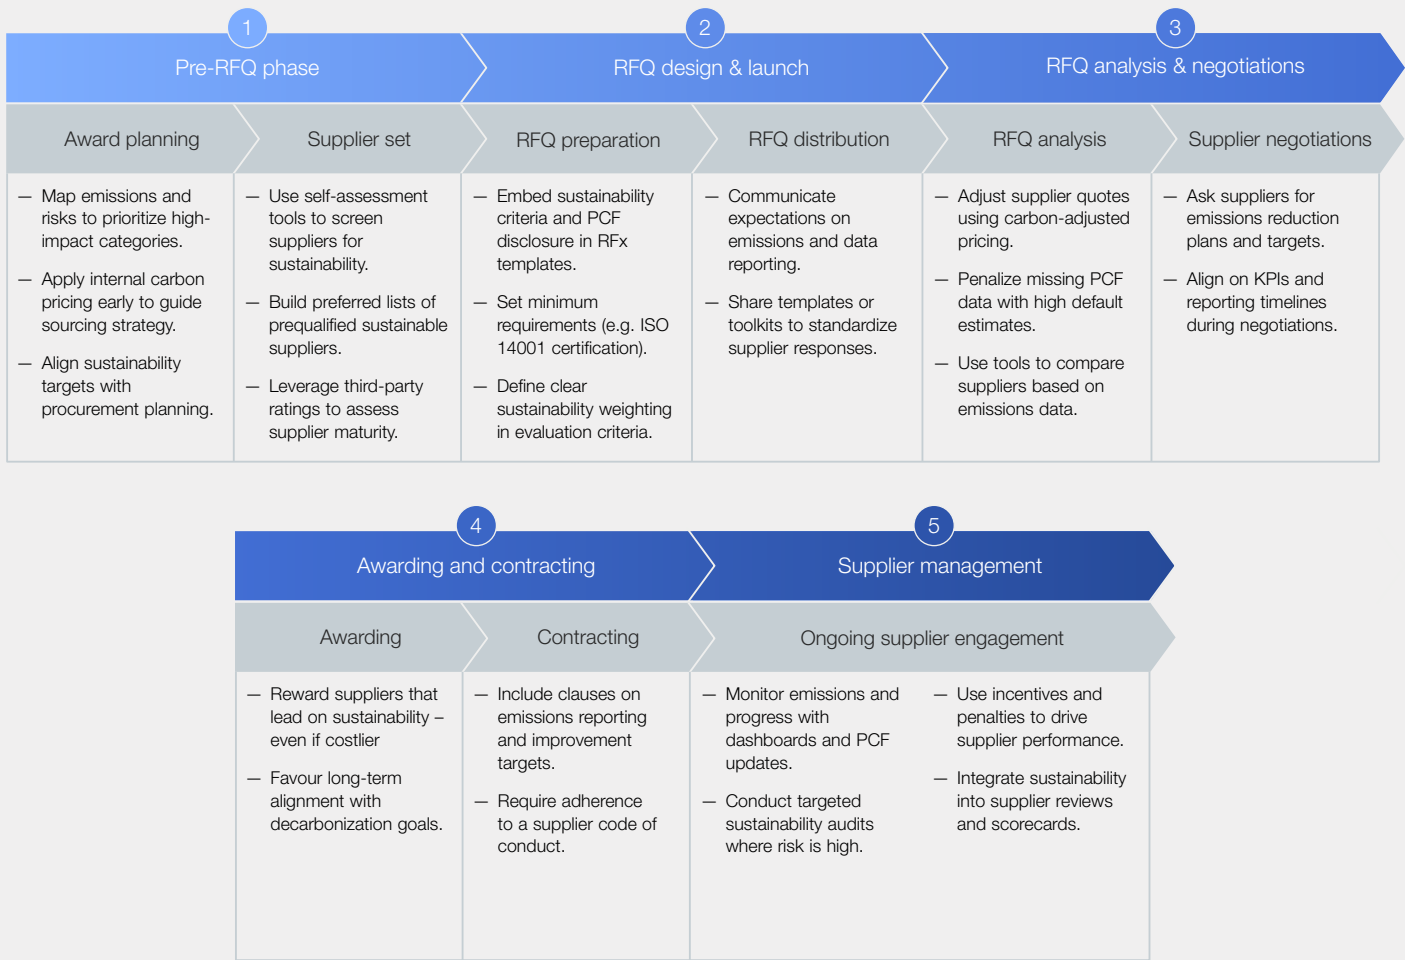 1
Pre-RFQ phase
2
RFQ design & launch
3
RFQ analysis & negotiations
Award planning
— Map emissions and
risks to prioritize high-
impact categories.
— Apply internal carbon
pricing early to guide
sourcing strategy.
— Align sustainability
targets with
procurement planning.
Supplier set
— Use self-assessment
tools to screen
suppliers for
sustainability.
— Build preferred lists of
prequalified sustainable
suppliers.
— Leverage third-party
ratings to assess
supplier maturity.
RFQ preparation
— Embed sustainability
criteria and PCF
disclosure in RFx
templates.
— Set minimum
requirements (e.g. ISO
14001 certification).
— Define clear
sustainability weighting
in evaluation criteria.
RFQ distribution
— Communicate
expectations on
emissions and data
reporting.
— Share templates or
toolkits to standardize
supplier responses.
RFQ analysis
— Adjust supplier quotes
using carbon-adjusted
pricing.
— Penalize missing PCF
data with high default
estimates.
— Use tools to compare
suppliers based on
emissions data.
Supplier negotiations
— Ask suppliers for
emissions reduction
plans and targets.
— Align on KPIs and
reporting timelines
during negotiations.
4
Awarding and contracting
5
Supplier management
Awarding
— Reward suppliers that
lead on sustainability –
even if costlier
— Favour long-term
alignment with
decarbonization goals.
Contracting
— Include clauses on
emissions reporting
and improvement
targets.
— Require adherence
to a supplier code of
conduct.
Ongoing supplier engagement
— Monitor emissions and
progress with
dashboards and PCF
updates.
— Conduct targeted
sustainability audits
where risk is high.
— Use incentives and
penalties to drive
supplier performance.
— Integrate sustainability
into supplier reviews
and scorecards.